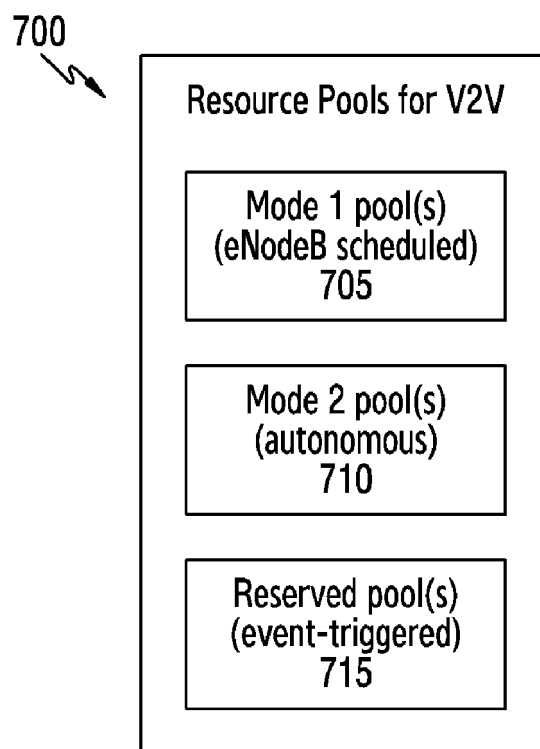 700
Resource Pools for V2V
Mode 1 pool(s)
(eNodeB scheduled)
705
Mode 2 pool(s)
(autonomous)
710
Reserved pool(s)
(event-triggered)
715